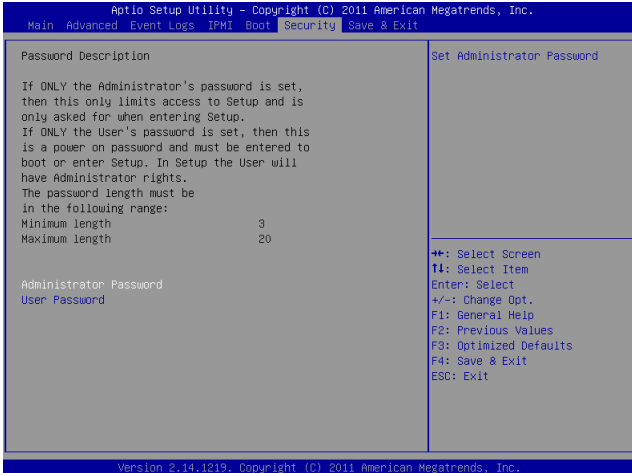 Aptio Setup Utility – Copyright (C) 2011 American Megatrends, Inc.
Main Advanced Event Logs IPMI Boot Security Save & Exit
Password Description
If ONLY the Administrator's password is set,
then this only limits access to Setup and is
only asked for when entering Setup.
If ONLY the User's password is set, then this
is a power on password and must be entered to
boot or enter Setup. In Setup the User will
have Administrator rights.
The password length must be
in the following range:
Minimum length 3
Maximum length 20
Administrator Password
User Password
Set Administrator Password
→←: Select Screen
↑↓: Select Item
Enter: Select
+/-: Change Opt.
F1: General Help
F2: Previous Values
F3: Optimized Defaults
F4: Save & Exit
ESC: Exit
Version 2.14.1219. Copyright (C) 2011 American Megatrends, Inc.